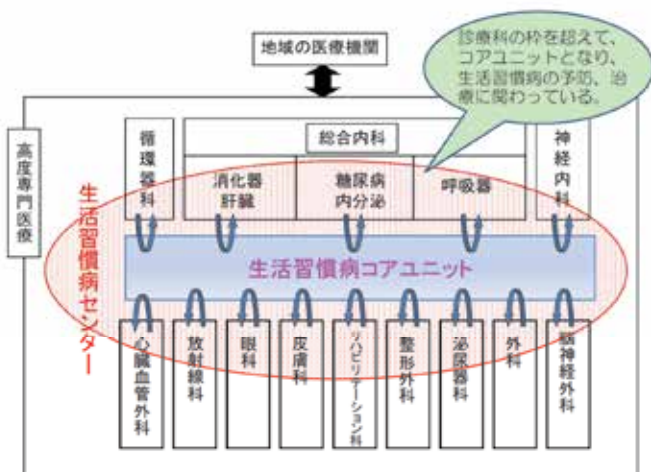 地域の医療機関
診療科の枠を超えて、
コアユニットとなり、
生活習慣病の予防、治
療に関わっている。
高度専門医療
循環器科
総合内科
消化器
肝臓
糖尿病
内分泌
呼吸器
神経内科
生活習慣病センター
生活習慣病コアユニット
心臓血管外科
放射線科
眼科
皮膚科
リハビリテーション科
整形外科
泌尿器科
外科
脳神経外科